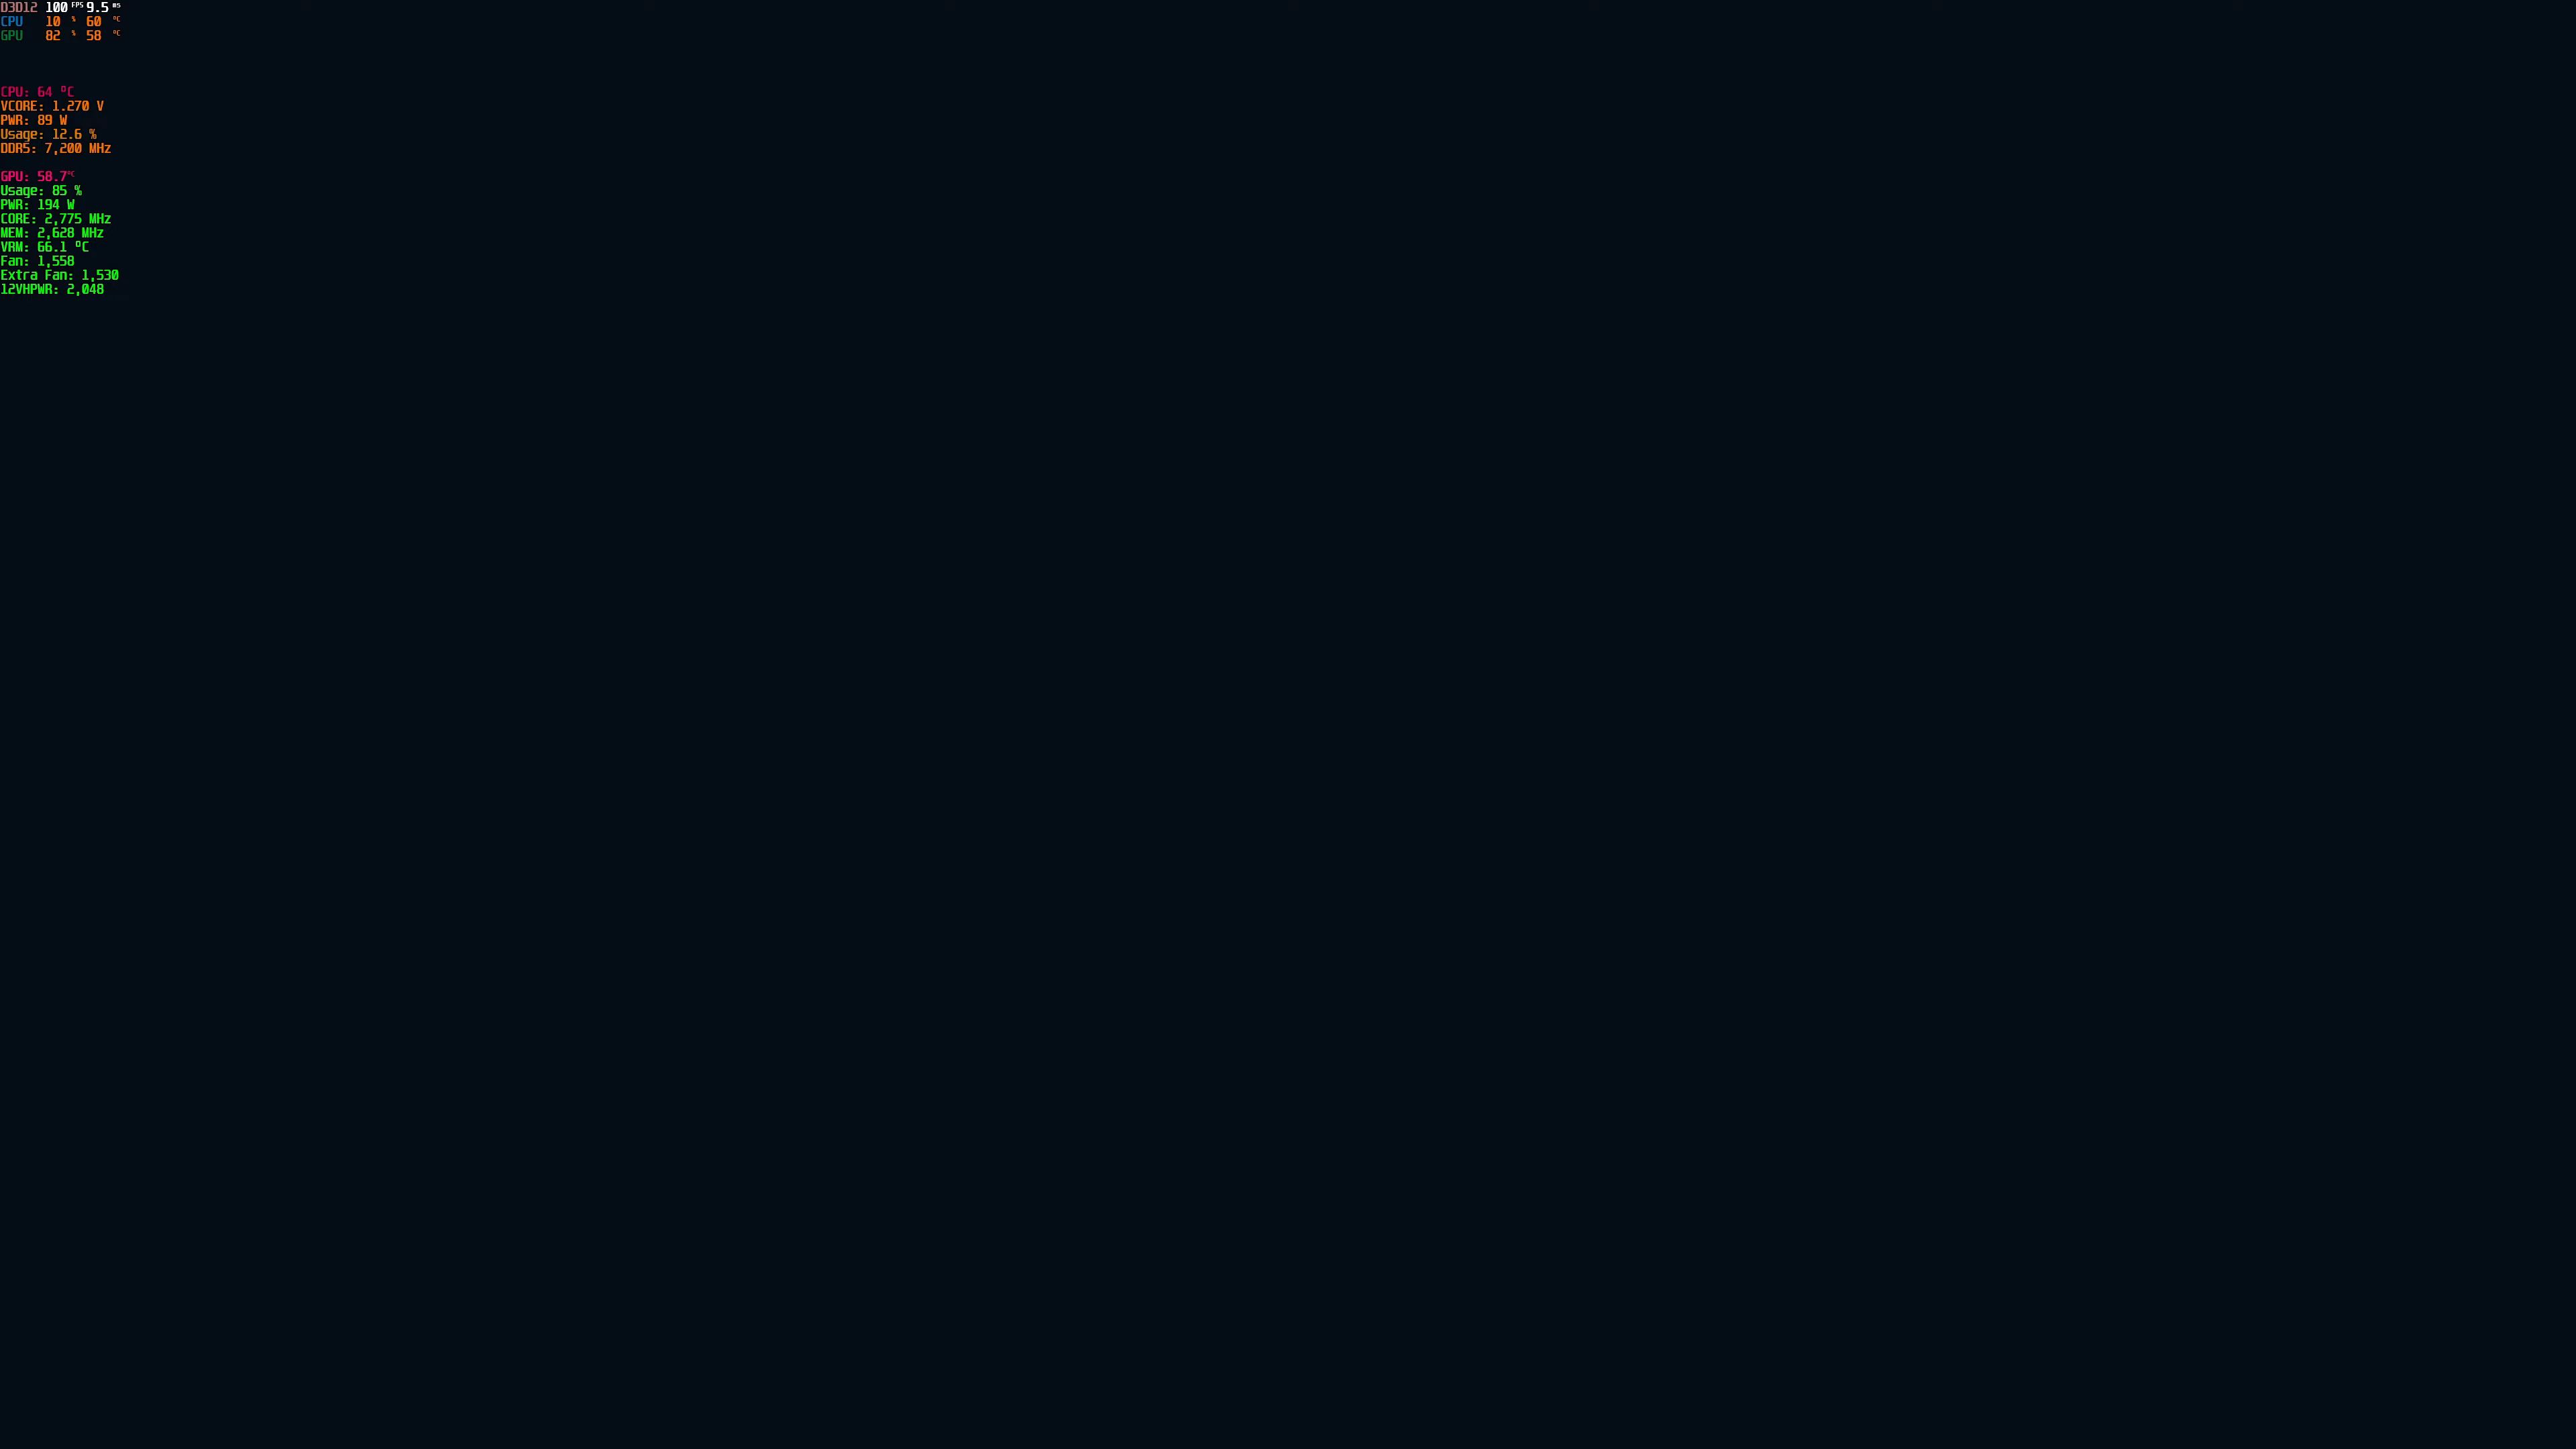 D3D12 100 FPS 9.5 ms
CPU 10 % 60 °C
GPU 82 % 58 °C
CPU: 64 °C
VCORE: 1.270 V
PWR: 89 W
Usage: 12.6 %
DDR5: 7,200 MHz
GPU: 58.7°C
Usage: 85 %
PWR: 194 W
CORE: 2,775 MHz
MEM: 2,628 MHz
VRM: 66.1 °C
Fan: 1,558
Extra Fan: 1,530
12VHPWR: 2,048